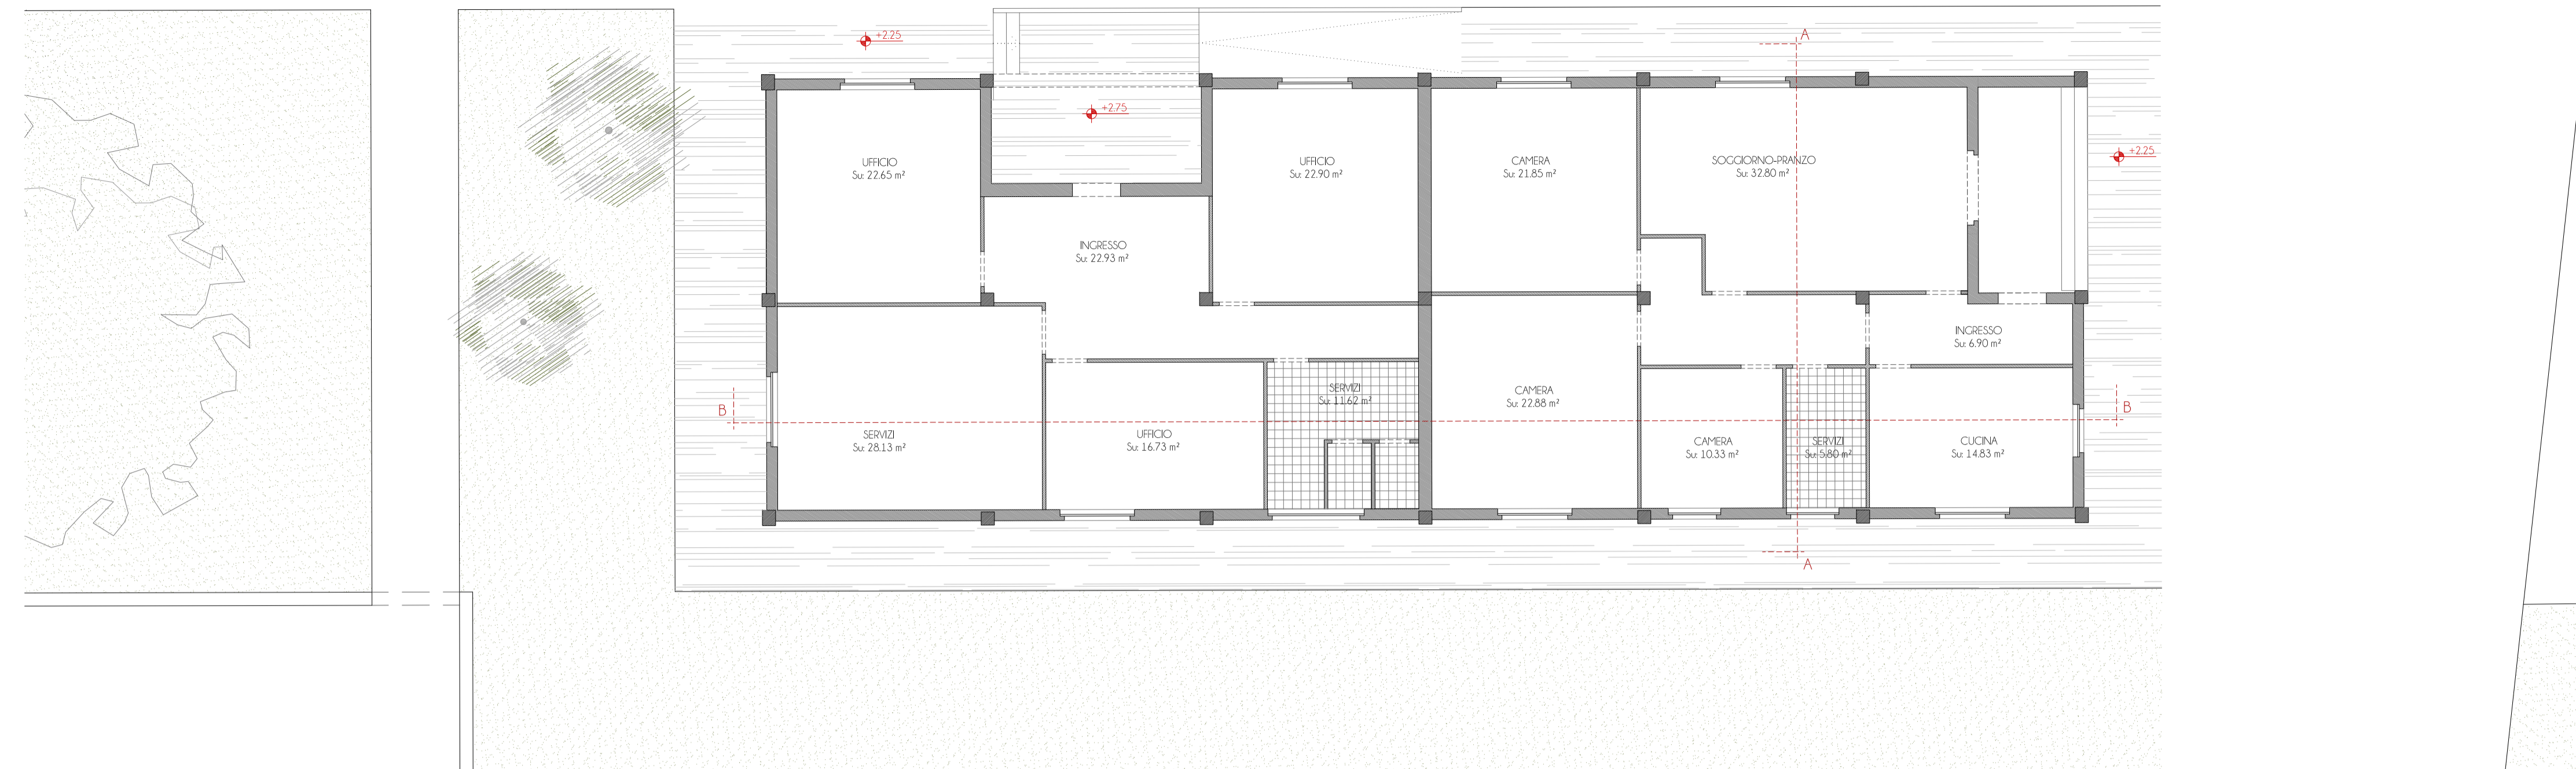 A
+2.25
+2.75
+2.25
UFFICIO
Su: 22.65 m²
UFFICIO
Su: 22.90 m²
CAMERA
Su: 21.85 m²
SOGGIORNO-PRANZO
Su: 32.80 m²
INGRESSO
Su: 22.93 m²
INGRESSO
Su: 6.90 m²
SERVIZI
Su: 11.62 m²
CAMERA
Su: 22.88 m²
B
B
SERVIZI
Su: 28.13 m²
UFFICIO
Su: 16.73 m²
CAMERA
Su: 10.33 m²
SERVIZI
Su: 5.80 m²
CUCINA
Su: 14.83 m²
A